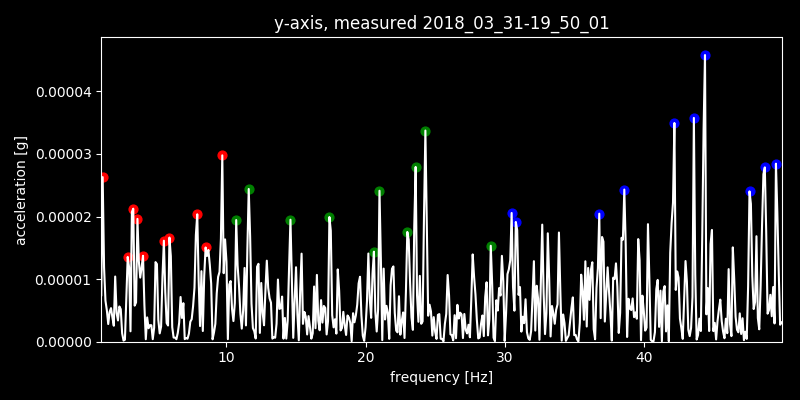 y-axis, measured 2018_03_31-19_50_01
acceleration [g]
0.00004
0.00003
0.00002
0.00001
0.00000
10 20 30 40
frequency [Hz]